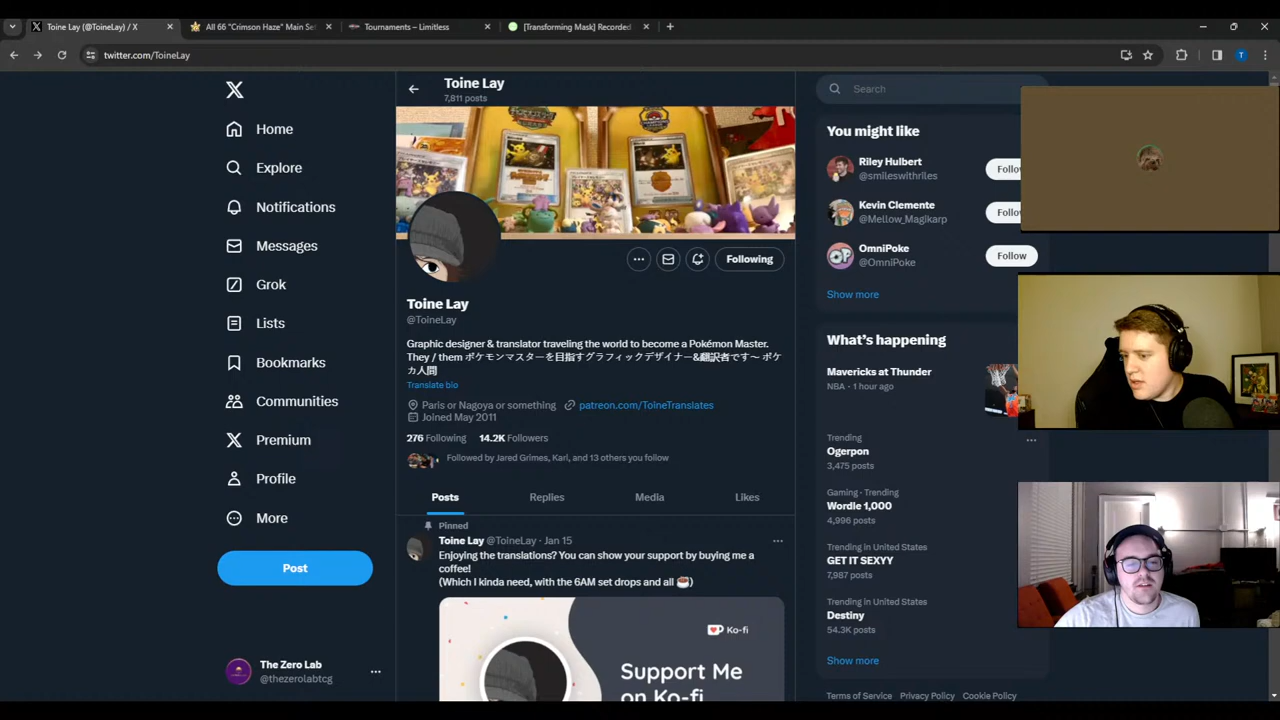 Toine Lay (@ToineLay) / X
All 66 "Crimson Haze" Main Se
Tournaments – Limitless
[Transforming Mask] Recorded
twitter.com/ToineLay
T
Home
Explore
Notifications
Messages
Grok
Lists
Bookmarks
Communities
Premium
Profile
More
Post
The Zero Lab
@thezerolabtcg
Toine Lay
7,811 posts
Following
Toine Lay
@ToineLay
Graphic designer & translator traveling the world to become a Pokémon Master.
They / them ポケモンマスターを目指すグラフィックデザイナー&翻訳者です〜 ポケ
カ人間
Translate bio
Paris or Nagoya or something patreon.com/ToineTranslates
Joined May 2011
276 Following 14.2K Followers
Followed by Jared Grimes, Karl, and 13 others you follow
Posts Replies Media Likes
Pinned
Toine Lay @ToineLay · Jan 15
Enjoying the translations? You can show your support by buying me a
coffee!
(Which I kinda need, with the 6AM set drops and all ☕)
Ko-fi
Support Me
on Ko-fi
Search
You might like
Riley Hulbert
@smileswithriles
Follow
Kevin Clemente
@Mellow_Magikarp
Follow
OmniPoke
@OmniPoke
Follow
Show more
What's happening
Mavericks at Thunder
NBA · 1 hour ago
Trending
Ogerpon
3,475 posts
Gaming · Trending
Wordle 1,000
4,996 posts
Trending in United States
GET IT SEXYY
7,987 posts
Trending in United States
Destiny
54.3K posts
Show more
Terms of Service Privacy Policy Cookie Policy